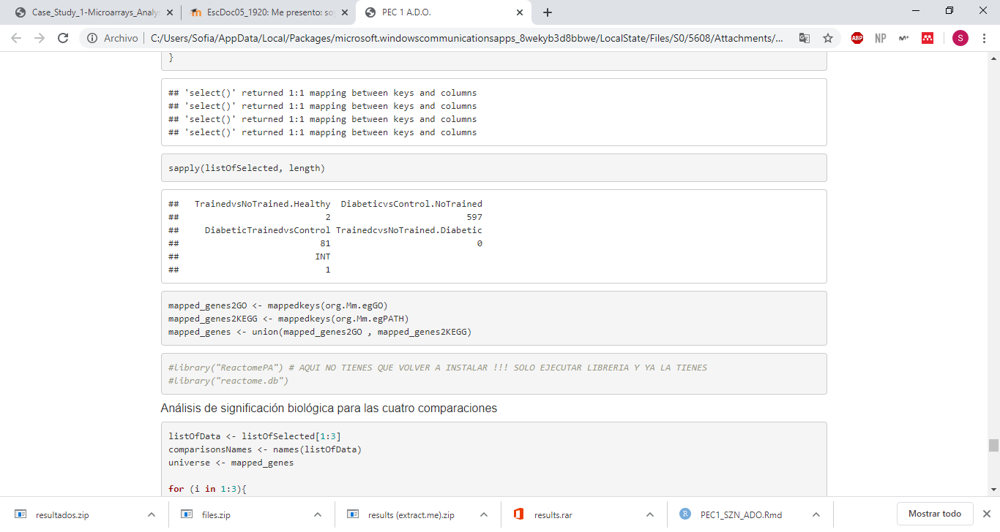 Case_Study_1-Microarrays_Analys
EscDoc05_1920: Me presento: soy
PEC 1 A.D.O.
Archivo
C:/Users/Sofia/AppData/Local/Packages/microsoft.windowscommunicationsapps_8wekyb3d8bbwe/LocalState/Files/S0/5608/Attachments/...
ABP
NP
S
}
## 'select()' returned 1:1 mapping between keys and columns
## 'select()' returned 1:1 mapping between keys and columns
## 'select()' returned 1:1 mapping between keys and columns
## 'select()' returned 1:1 mapping between keys and columns
sapply(listOfSelected, length)
## TrainedvsNoTrained.Healthy DiabeticvsControl.NoTrained
## 2 597
## DiabeticTrainedvsControl TrainedcvsNoTrained.Diabetic
## 81 0
## INT
## 1
mapped_genes2GO <- mappedkeys(org.Mm.egGO)
mapped_genes2KEGG <- mappedkeys(org.Mm.egPATH)
mapped_genes <- union(mapped_genes2GO , mapped_genes2KEGG)
#library("ReactomePA") # AQUI NO TIENES QUE VOLVER A INSTALAR !!! SOLO EJECUTAR LIBRERIA Y YA LA TIENES
#library("reactome.db")
Análisis de significación biológica para las cuatro comparaciones
listOfData <- listOfSelected[1:3]
comparisonsNames <- names(listOfData)
universe <- mapped_genes
for (i in 1:3){
resultados.zip
files.zip
results (extract.me).zip
results.rar
R
PEC1_SZN_ADO.Rmd
Mostrar todo